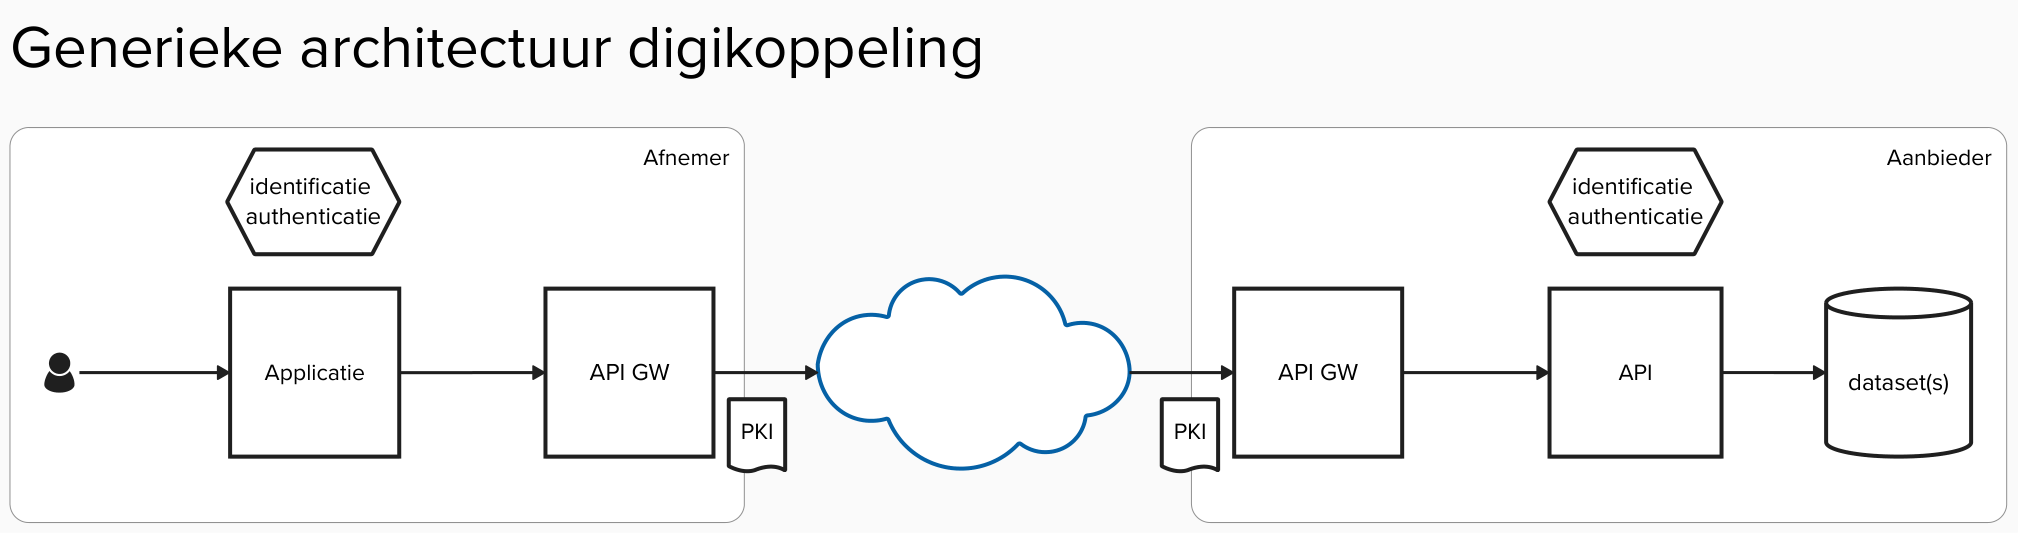 Generieke architectuur digikoppeling
Afnemer
identificatie
authenticatie
Applicatie
API GW
PKI
Aanbieder
identificatie
authenticatie
PKI
API GW
API
dataset(s)